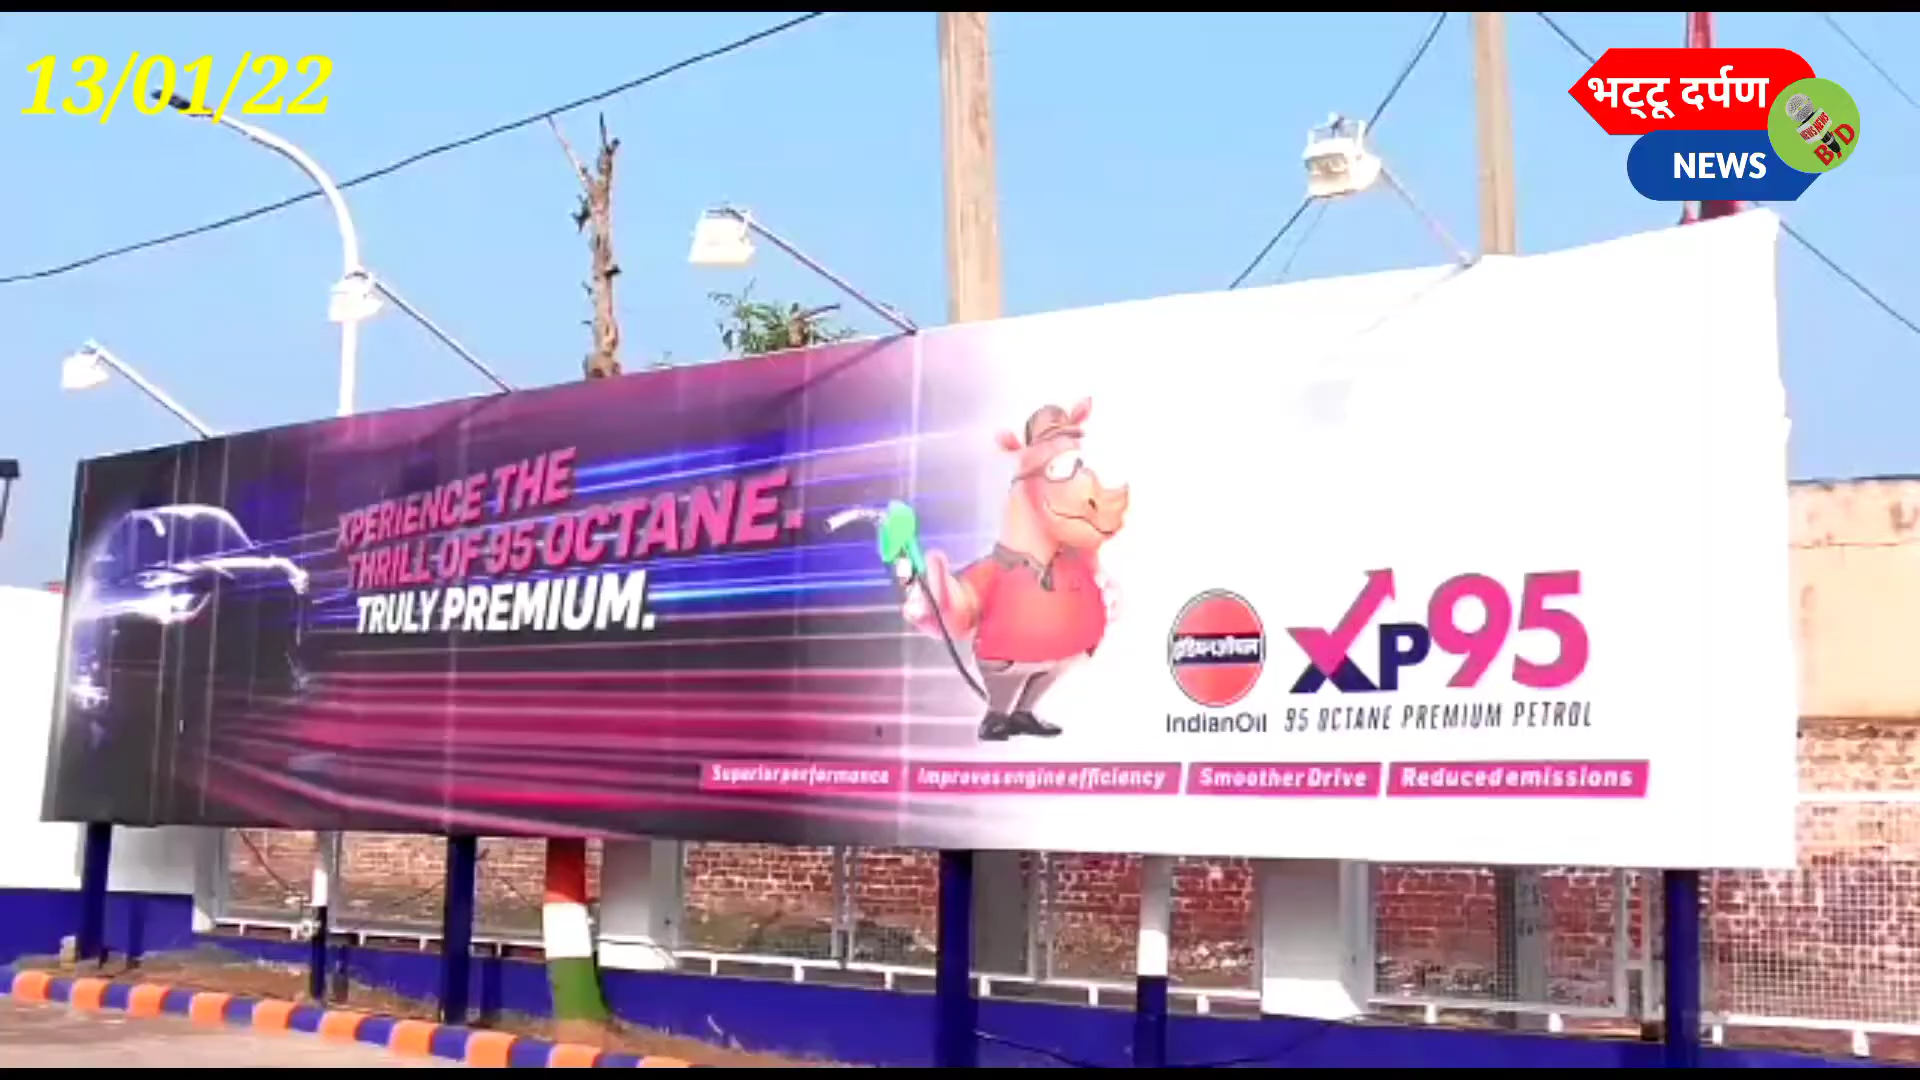 13/01/22
भट्टू दर्पण
NEWS
XPERIENCE THE
THRILL OF 95 OCTANE.
TRULY PREMIUM.
इंडियनऑयल
IndianOil
XP95
95 OCTANE PREMIUM PETROL
Superior performance
Improves engine efficiency
Smoother Drive
Reduced emissions